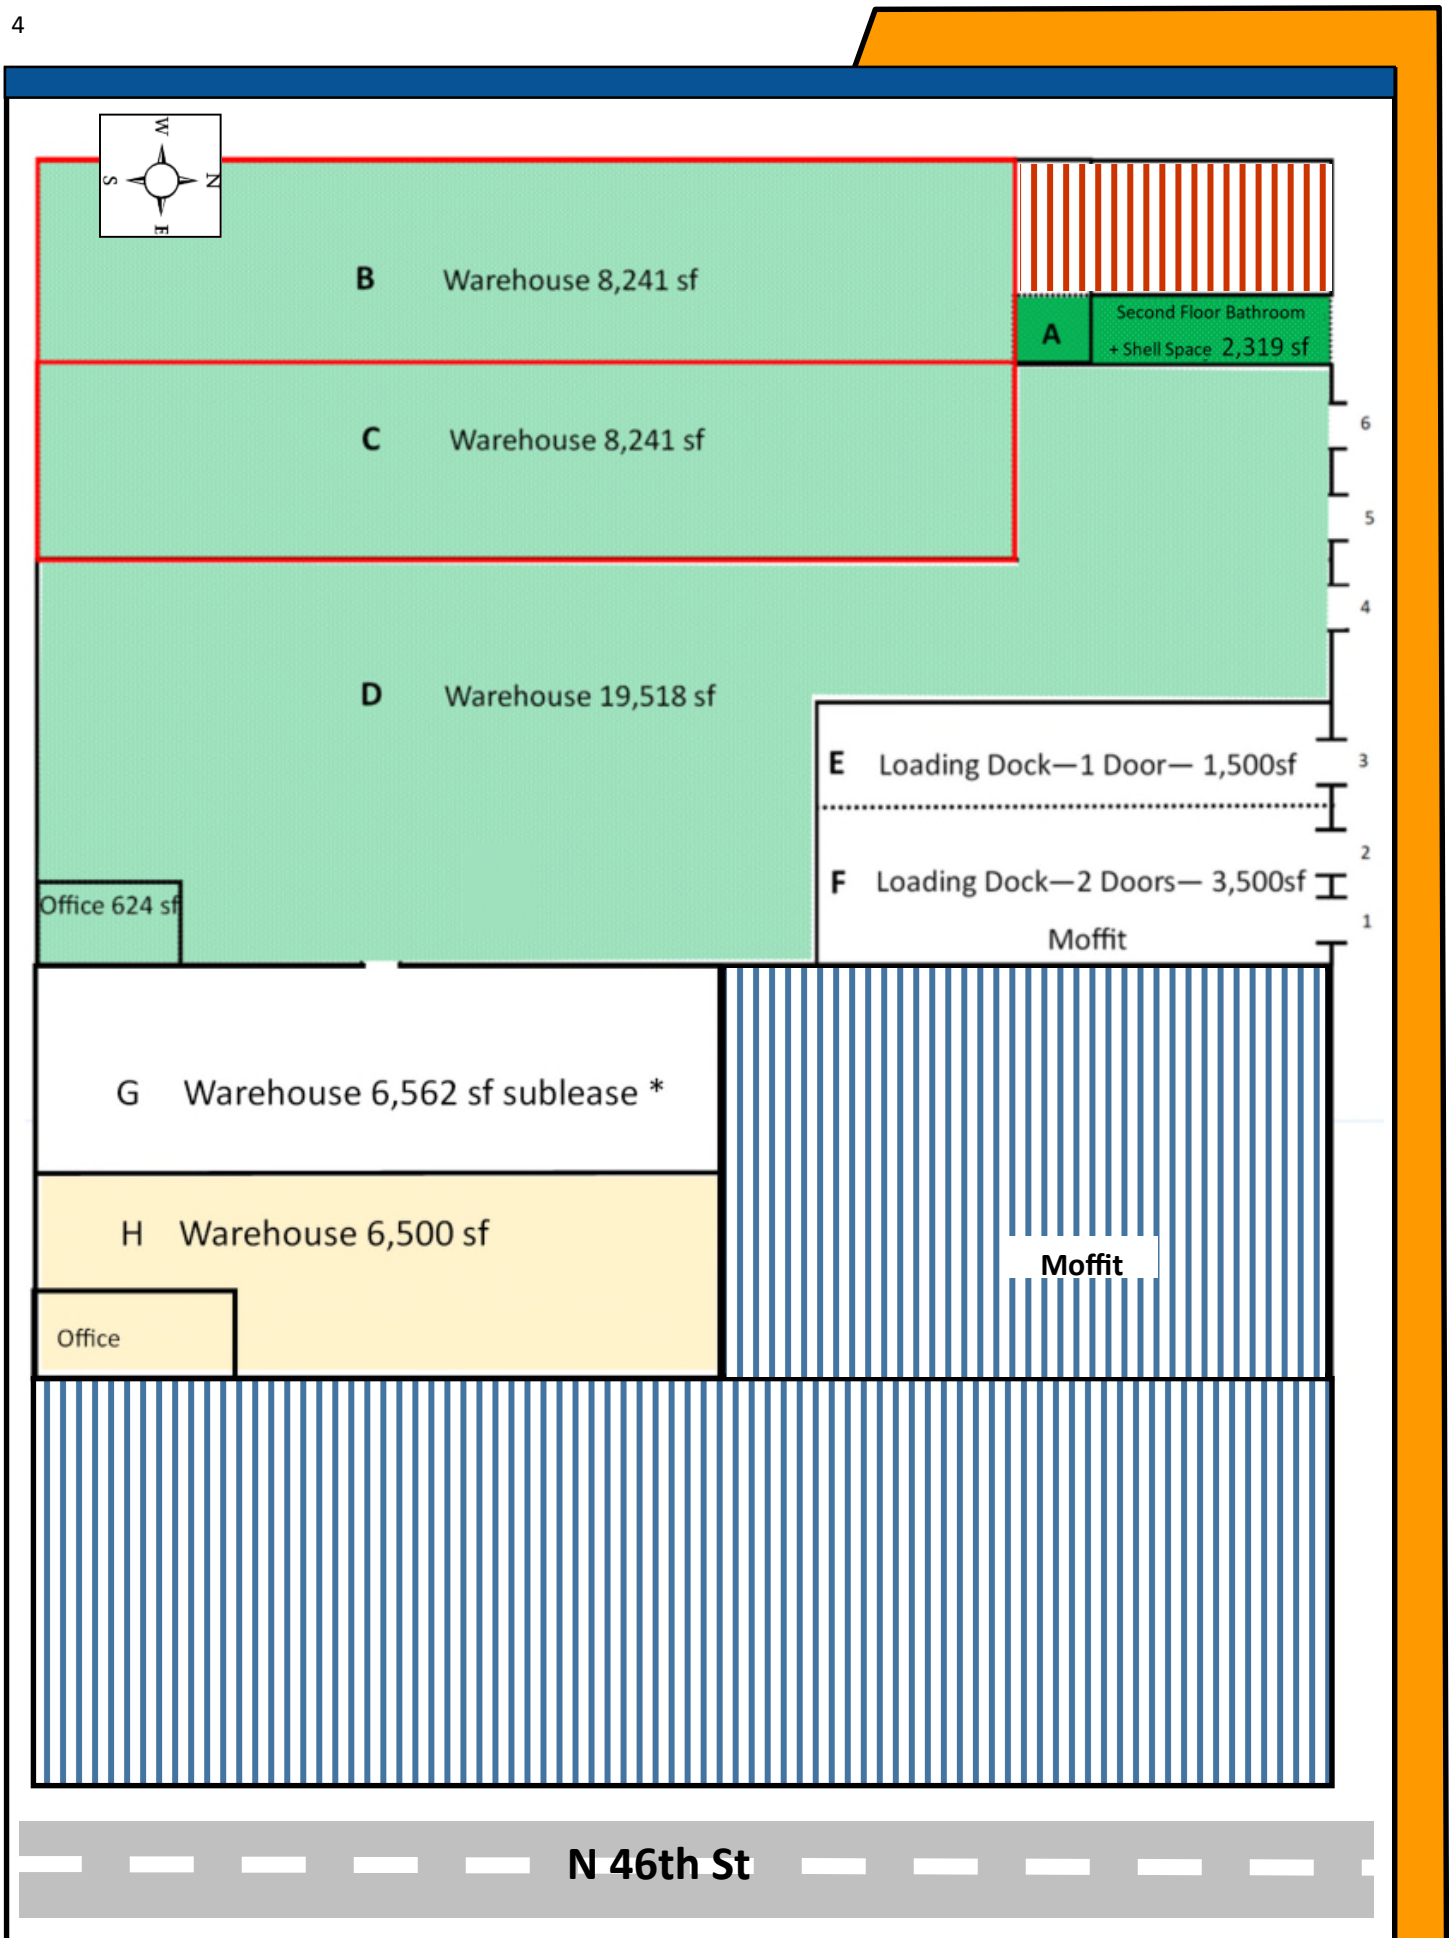 4
W
S N
E
B Warehouse 8,241 sf
Second Floor Bathroom
A + Shell Space 2,319 sf
6
C Warehouse 8,241 sf
5
4
D Warehouse 19,518 sf
E Loading Dock—1 Door— 1,500sf
3
2
F Loading Dock—2 Doors— 3,500sf
Office 624 sf
1
Moffit
G Warehouse 6,562 sf sublease *
H Warehouse 6,500 sf
Moffit
Office
N 46th St